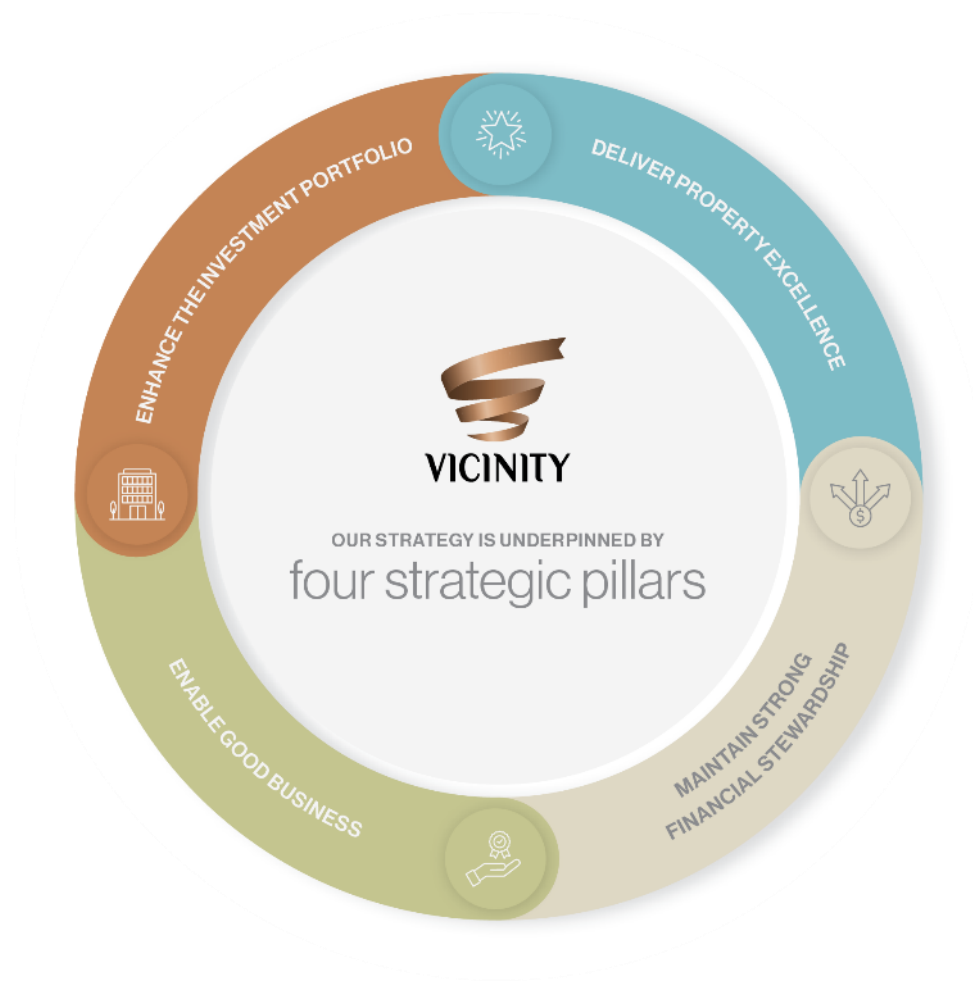 ENHANCE THE INVESTMENT PORTFOLIO
DELIVER PROPERTY EXCELLENCE
VICINITY
OUR STRATEGY IS UNDERPINNED BY
four strategic pillars
$
ENABLE GOOD BUSINESS
MAINTAIN STRONG
FINANCIAL STEWARDSHIP